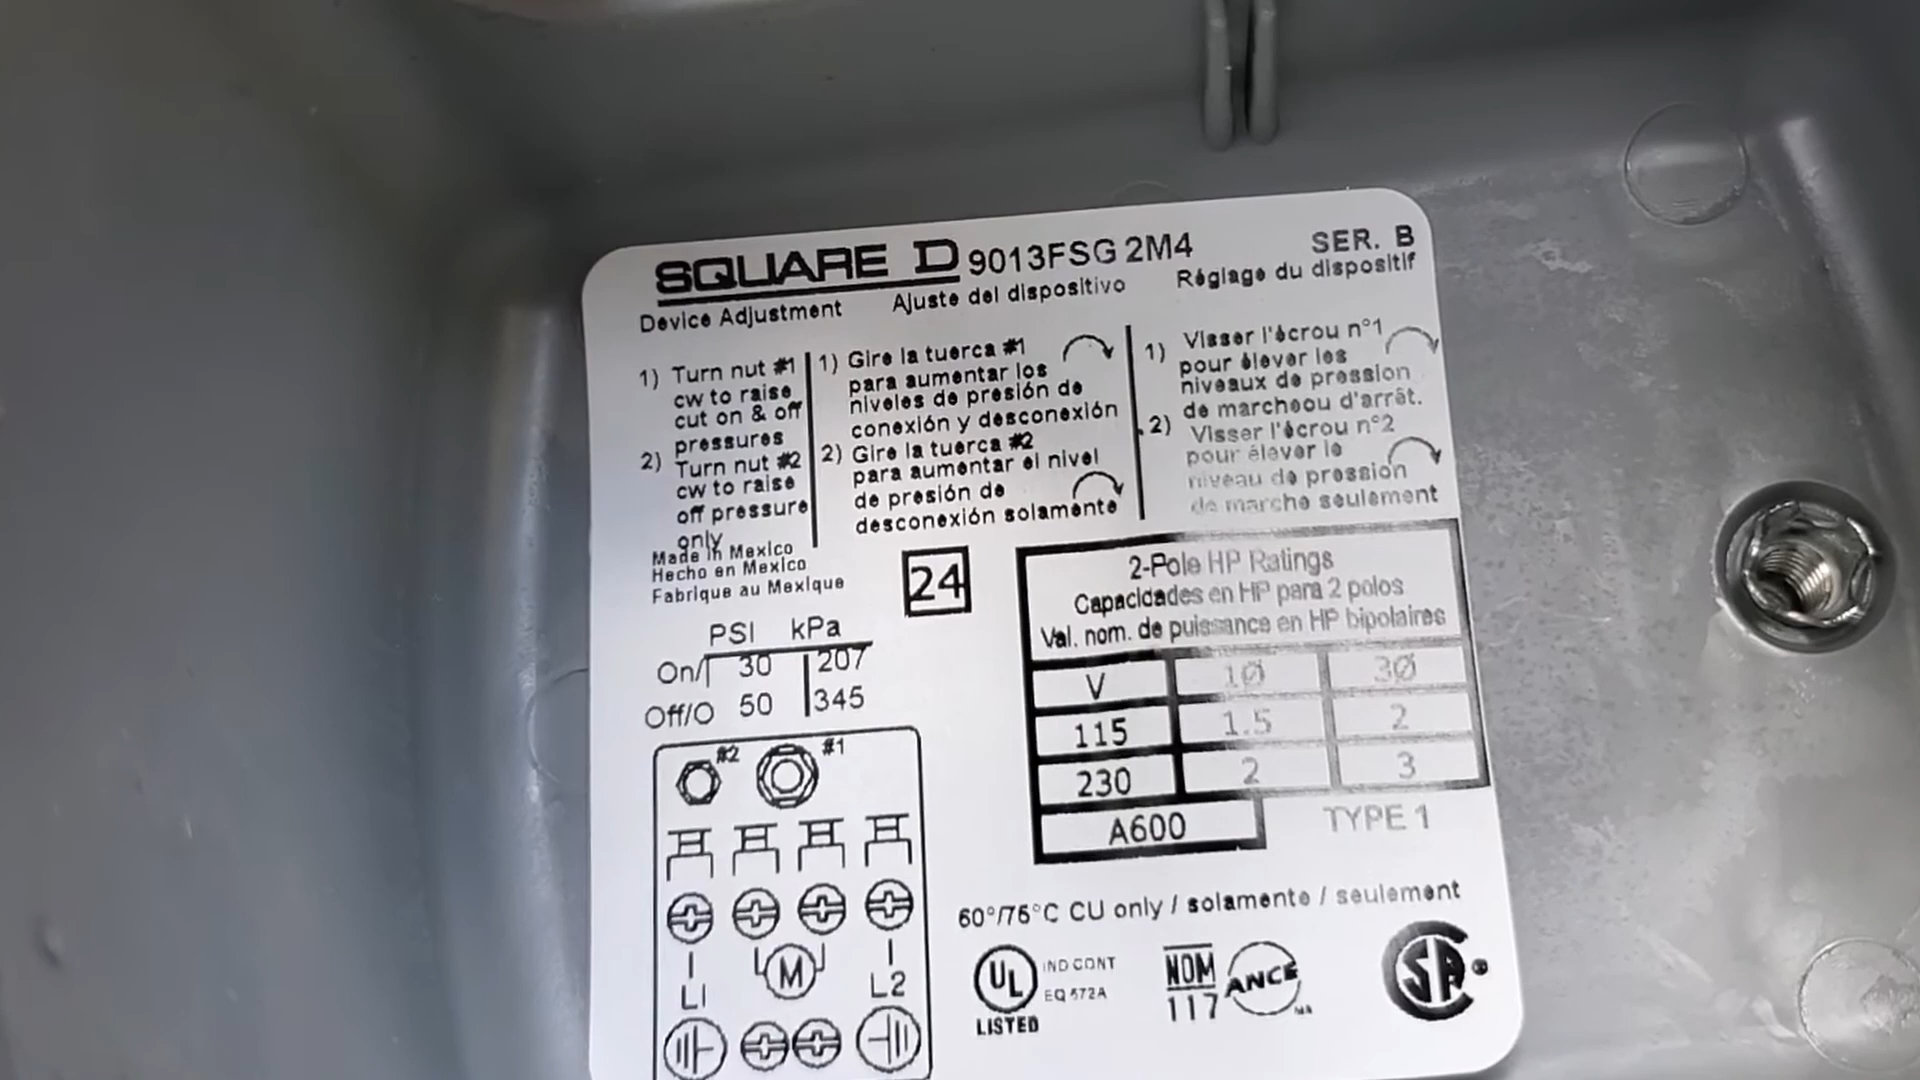 SQUARE D 9013FSG 2M4 SER. B
Device Adjustment Ajuste del dispositivo Réglage du dispositif
1) Turn nut #1
cw to raise
cut on & off
pressures
2) Turn nut #2
cw to raise
off pressure
only
1) Gire la tuerca #1
para aumentar los
niveles de presión de
conexión y desconexión
2) Gire la tuerca #2
para aumentar el nivel
de presión de
desconexión solamente
1) Visser l'écrou n°1
pour élever les
niveaux de pression
de marcheou d'arrêt.
2) Visser l'écrou n°2
pour élever le
niveau de pression
de marche seulement
Made in Mexico
Hecho en Mexico
Fabrique au Mexique
24
PSI kPa
On/I 30 207
Off/O 50 345
#2 #1
M
L1 L2
2-Pole HP Ratings
Capacidades en HP para 2 polos
Val. nom. de puissance en HP bipolaires
V 1Ø 3Ø
115 1.5 2
230 2 3
A600 TYPE 1
60°/75°C CU only / solamente / seulement
UL IND CONT
EQ 572A
LISTED
NOM
117
ANCE
SA